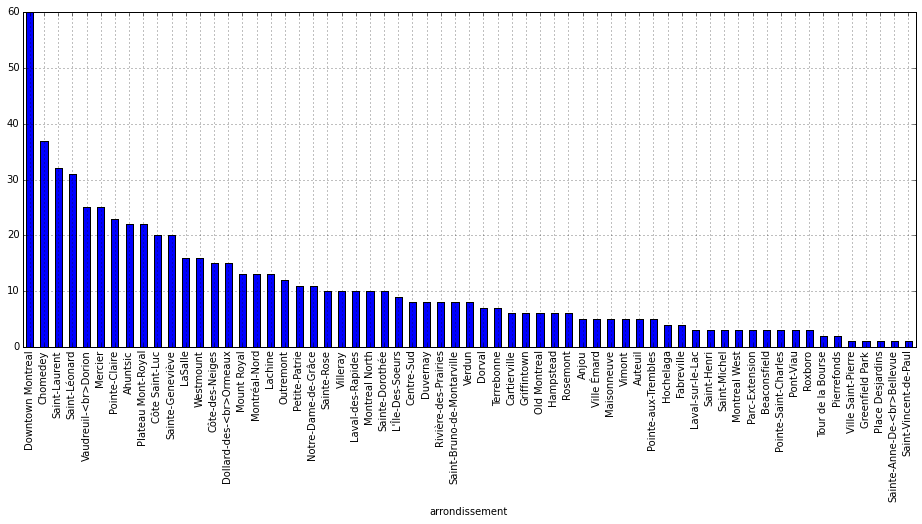 60
50
40
30
20
10
0
Downtown Montreal
Chomedey
Saint-Laurent
Saint-Léonard
Vaudreuil-<br>Dorion
Mercier
Pointe-Claire
Ahuntsic
Plateau Mont-Royal
Côte Saint-Luc
Sainte-Geneviève
LaSalle
Westmount
Côte-des-Neiges
Dollard-des-<br>Ormeaux
Mount Royal
Montréal-Nord
Lachine
Outremont
Petite-Patrie
Notre-Dame-de-Grâce
Sainte-Rose
Villeray
Laval-des-Rapides
Montreal North
Sainte-Dorothée
L'Île-Des-Soeurs
Centre-Sud
Duvernay
Rivière-des-Prairies
Saint-Bruno-de-Montarville
Verdun
Dorval
Terrebonne
Cartierville
Griffintown
Old Montreal
Hampstead
Rosemont
Anjou
Ville Émard
Maisonneuve
Vimont
Auteuil
Pointe-aux-Trembles
Hochelaga
Fabreville
Laval-sur-le-Lac
Saint-Henri
Saint-Michel
Montreal West
Parc-Extension
Beaconsfield
Pointe-Saint-Charles
Pont-Viau
Roxboro
Tour de la Bourse
Pierrefonds
Ville Saint-Pierre
Greenfield Park
Place Desjardins
Sainte-Anne-De-<br>Bellevue
Saint-Vincent-de-Paul
arrondissement